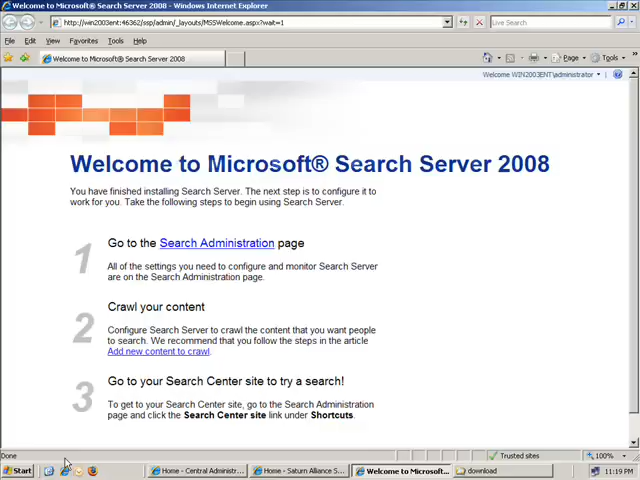 Welcome to Microsoft® Search Server 2008 - Windows Internet Explorer
http://win2003ent:46362/ssp/admin/_layouts/MSSWelcome.aspx?wait=1
Live Search
File Edit View Favorites Tools Help
Welcome to Microsoft® Search Server 2008
Page Tools
Welcome WIN2003ENT\administrator
Welcome to Microsoft® Search Server 2008
You have finished installing Search Server. The next step is to configure it to
work for you. Take the following steps to begin using Search Server.
1 Go to the Search Administration page
All of the settings you need to configure and monitor Search Server
are on the Search Administration page.
2 Crawl your content
Configure Search Server to crawl the content that you want people
to search. We recommend that you follow the steps in the article
Add new content to crawl.
3 Go to your Search Center site to try a search!
To get to your Search Center site, go to the Search Administration
page and click the Search Center site link under Shortcuts.
Done
Trusted sites
100%
Start
Home - Central Administr...
Home - Saturn Alliance S...
Welcome to Microsoft...
download
11:19 PM